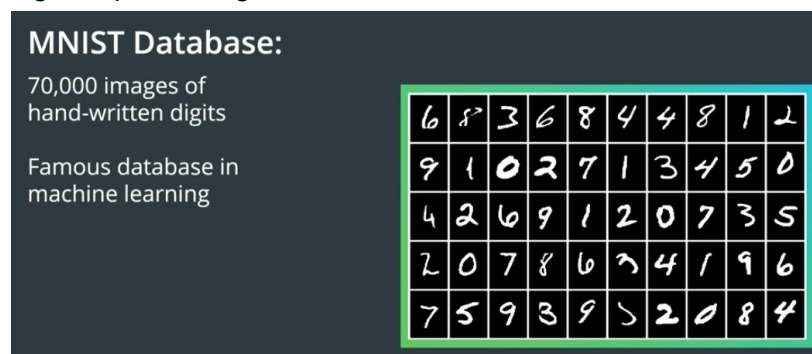 MNIST Database:
70,000 images of
hand-written digits
Famous database in
machine learning
6 8 3 6 8 4 4 8 1 2
9 1 0 2 7 1 3 4 5 0
4 2 6 9 1 2 0 7 3 5
2 0 7 8 6 3 4 1 9 6
7 5 9 3 9 2 0 8 4